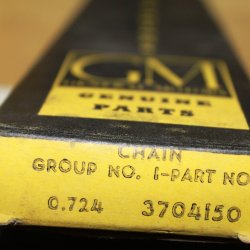 GM
GENUINE
PARTS
CHAIN
GROUP NO. 1-PART NO
0.724 3704150